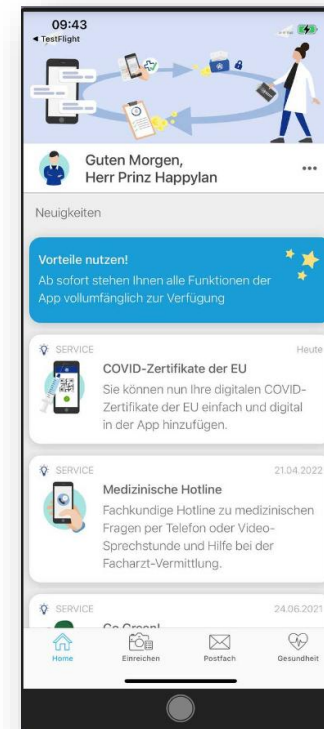 09:43
◀ TestFlight
Guten Morgen,
Herr Prinz Happylan
Neuigkeiten
Vorteile nutzen!
Ab sofort stehen Ihnen alle Funktionen der
App vollumfänglich zur Verfügung
SERVICE
Heute
COVID-Zertifikate der EU
Sie können nun Ihre digitalen COVID-
Zertifikate der EU einfach und digital
in der App hinzufügen.
SERVICE
21.04.2022
Medizinische Hotline
Fachkundige Hotline zu medizinischen
Fragen per Telefon oder Video-
Sprechstunde und Hilfe bei der
Facharzt-Vermittlung.
SERVICE
24.06.2021
Go Green!
Home
Einreichen
Postfach
Gesundheit